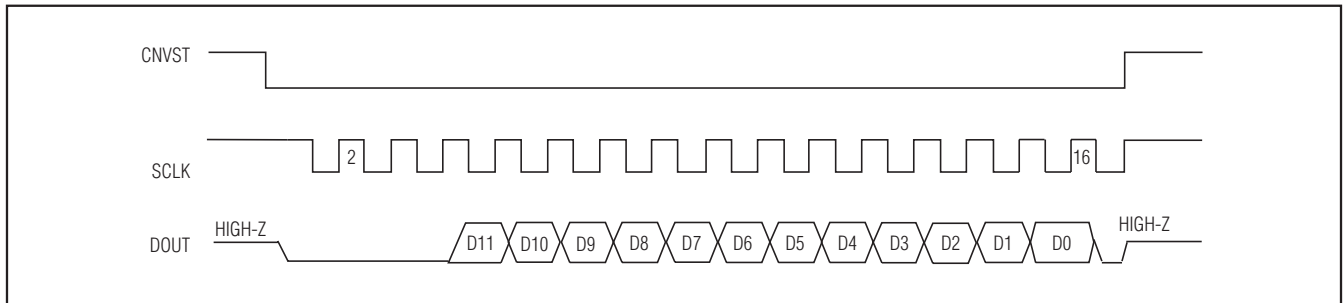 CNVST
SCLK
2
16
DOUT
HIGH-Z
D11
D10
D9
D8
D7
D6
D5
D4
D3
D2
D1
D0
HIGH-Z